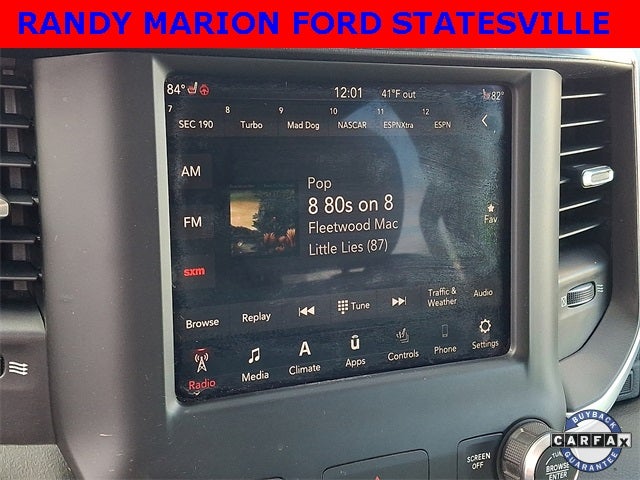 RANDY MARION FORD STATESVILLE
84° 12:01 41°F out 82°
7 8 9 10 11 12
SEC 190 Turbo Mad Dog NASCAR ESPNXtra ESPN
AM
Pop
8 80s on 8
Fleetwood Mac
Little Lies (87)
FM
Fav
sxm
Browse Replay Tune Traffic & Weather Audio
Radio Media Climate Apps Controls Phone Settings
SCREEN
OFF
BROWSE
ENTER
BUYBACK
CARFAX
GUARANTEE